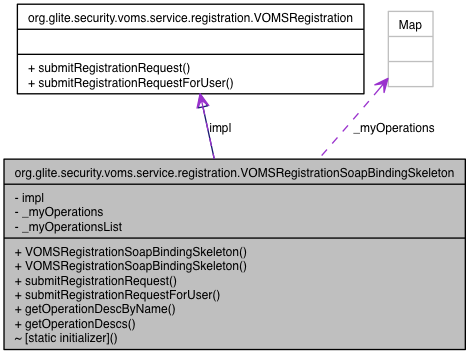 org.glite.security.voms.service.registration.VOMSRegistration
+ submitRegistrationRequest()
+ submitRegistrationRequestForUser()
Map
impl
_myOperations
org.glite.security.voms.service.registration.VOMSRegistrationSoapBindingSkeleton
- impl
- _myOperations
- _myOperationsList
+ VOMSRegistrationSoapBindingSkeleton()
+ VOMSRegistrationSoapBindingSkeleton()
+ submitRegistrationRequest()
+ submitRegistrationRequestForUser()
+ getOperationDescByName()
+ getOperationDescs()
~ [static initializer]()